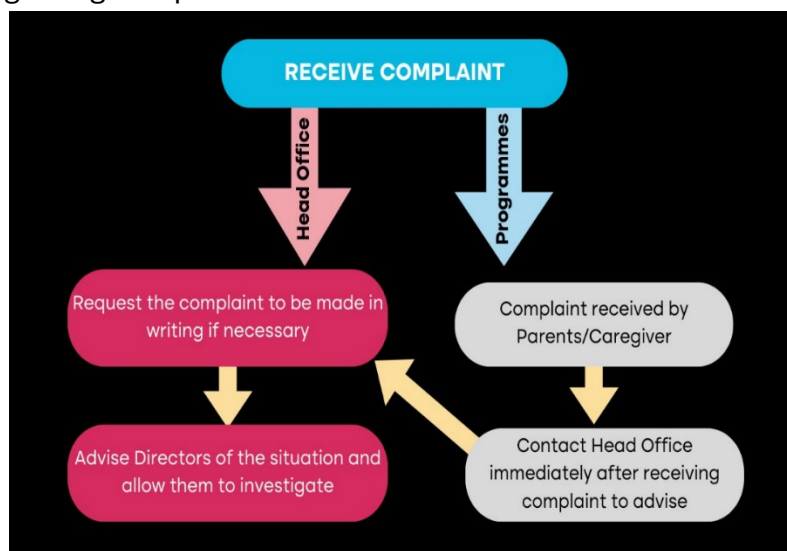 RECEIVE COMPLAINT
Head Office
Programmes
Request the complaint to be made in
writing if necessary
Complaint received by
Parents/Caregiver
Advise Directors of the situation and
allow them to investigate
Contact Head Office
immediately after receiving
complaint to advise